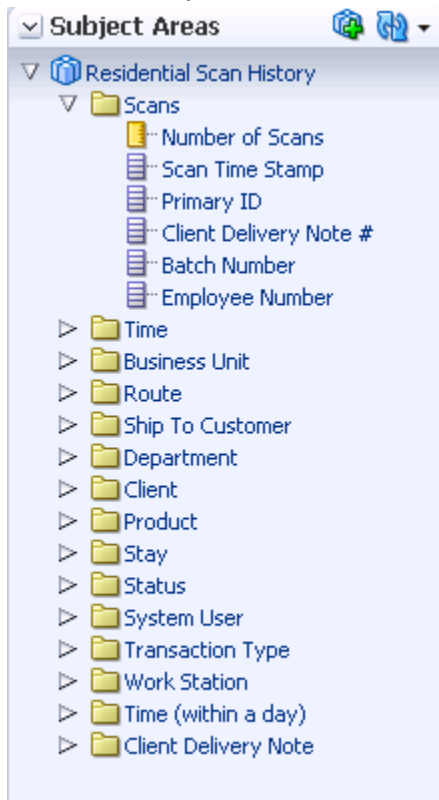 Subject Areas
Residential Scan History
Scans
Number of Scans
Scan Time Stamp
Primary ID
Client Delivery Note #
Batch Number
Employee Number
Time
Business Unit
Route
Ship To Customer
Department
Client
Product
Stay
Status
System User
Transaction Type
Work Station
Time (within a day)
Client Delivery Note